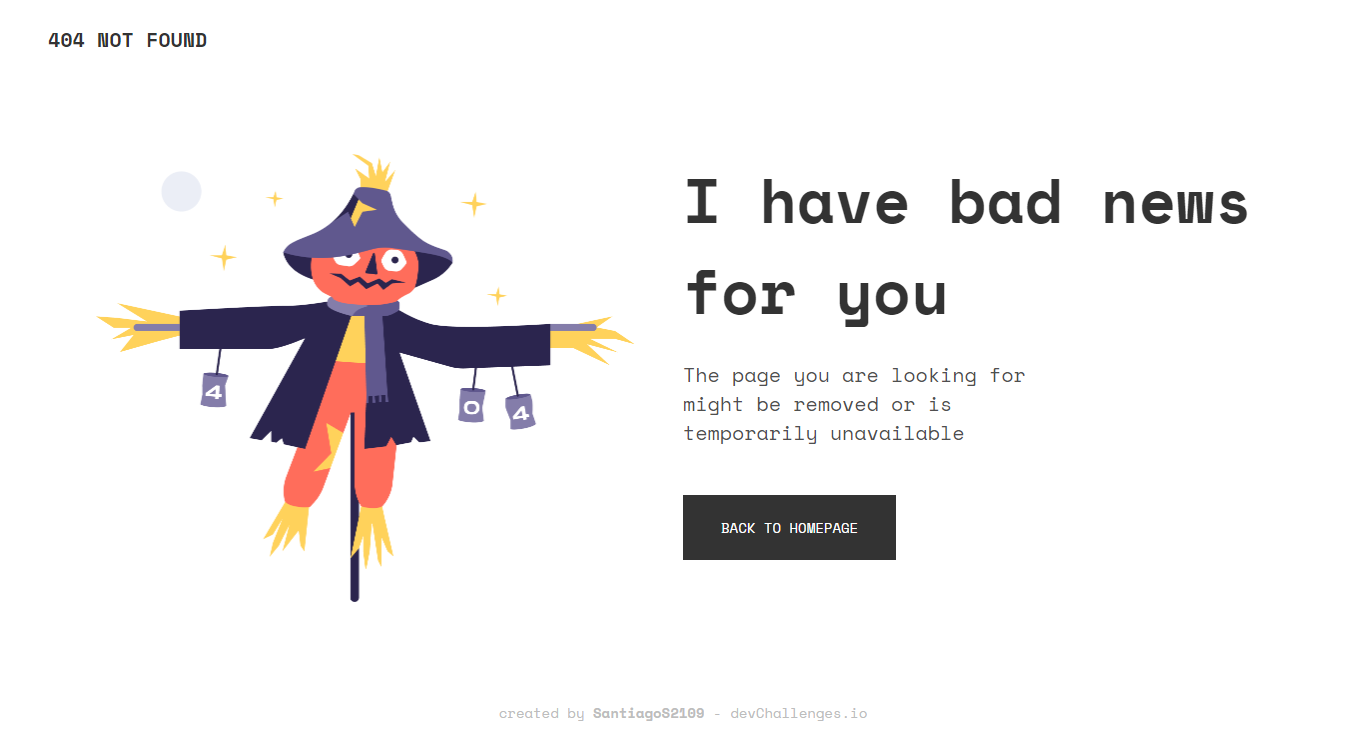 404 NOT FOUND
I have bad news
for you
4
0
4
The page you are looking for
might be removed or is
temporarily unavailable
BACK TO HOMEPAGE
created by SantiagoS2109 - devChallenges.io